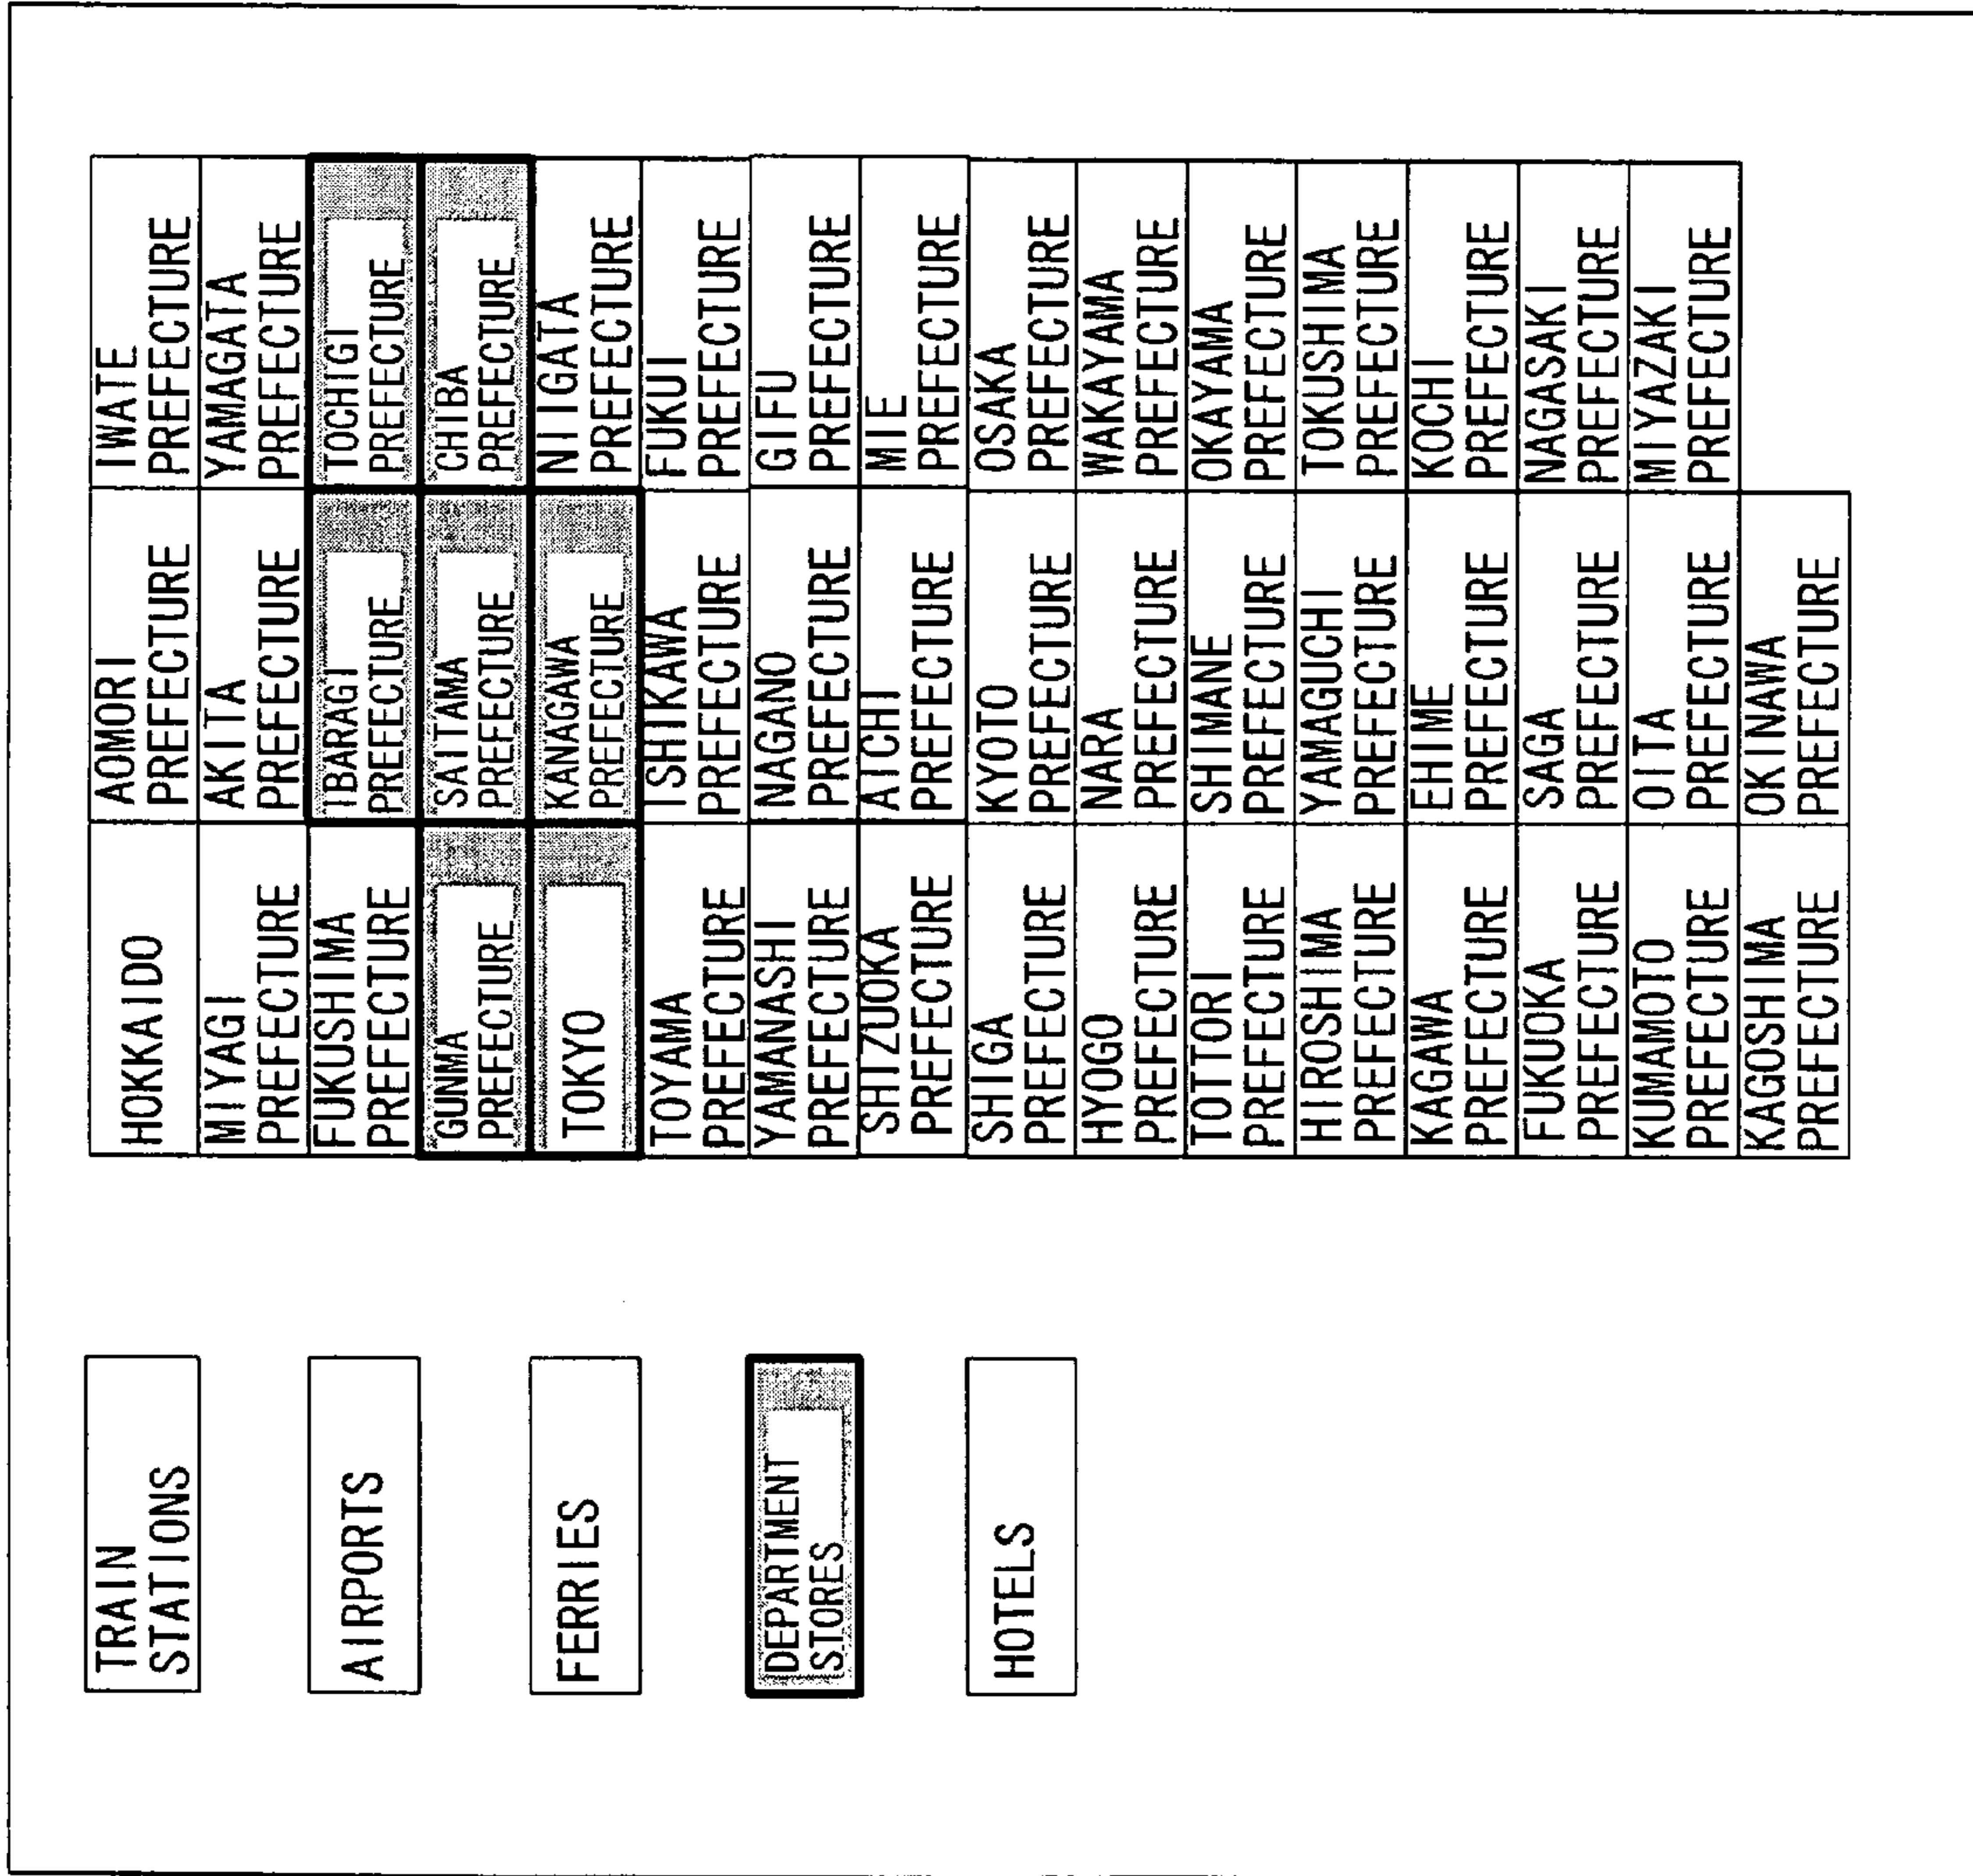 TRAIN
STATIONS
AIRPORTS
FERRIES
DEPARTMENT
STORES
HOTELS
HOKKAIDO
AOMORI
PREFECTURE
IWATE
PREFECTURE
MIYAGI
PREFECTURE
AKITA
PREFECTURE
YAMAGATA
PREFECTURE
FUKUSHIMA
PREFECTURE
IBARAGI
PREFECTURE
TOCHIGI
PREFECTURE
GUNMA
PREFECTURE
SAITAMA
PREFECTURE
CHIBA
PREFECTURE
TOKYO
KANAGAWA
PREFECTURE
NIIGATA
PREFECTURE
TOYAMA
PREFECTURE
ISHIKAWA
PREFECTURE
FUKUI
PREFECTURE
YAMANASHI
PREFECTURE
NAGANO
PREFECTURE
GIFU
PREFECTURE
SHIZUOKA
PREFECTURE
AICHI
PREFECTURE
MIE
PREFECTURE
SHIGA
PREFECTURE
KYOTO
PREFECTURE
OSAKA
PREFECTURE
HYOGO
PREFECTURE
NARA
PREFECTURE
WAKAYAMA
PREFECTURE
TOTTORI
PREFECTURE
SHIMANE
PREFECTURE
OKAYAMA
PREFECTURE
HIROSHIMA
PREFECTURE
YAMAGUCHI
PREFECTURE
TOKUSHIMA
PREFECTURE
KAGAWA
PREFECTURE
EHIME
PREFECTURE
KOCHI
PREFECTURE
FUKUOKA
PREFECTURE
SAGA
PREFECTURE
NAGASAKI
PREFECTURE
KUMAMOTO
PREFECTURE
OITA
PREFECTURE
MIYAZAKI
PREFECTURE
KAGOSHIMA
PREFECTURE
OKINAWA
PREFECTURE